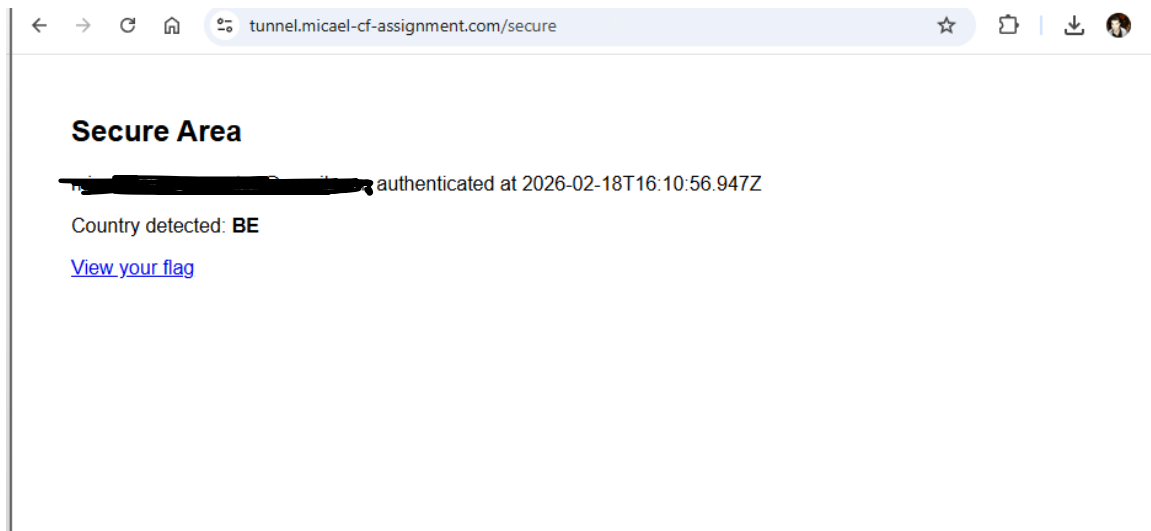 tunnel.micael-cf-assignment.com/secure
Secure Area
authenticated at 2026-02-18T16:10:56.947Z
Country detected: BE
View your flag